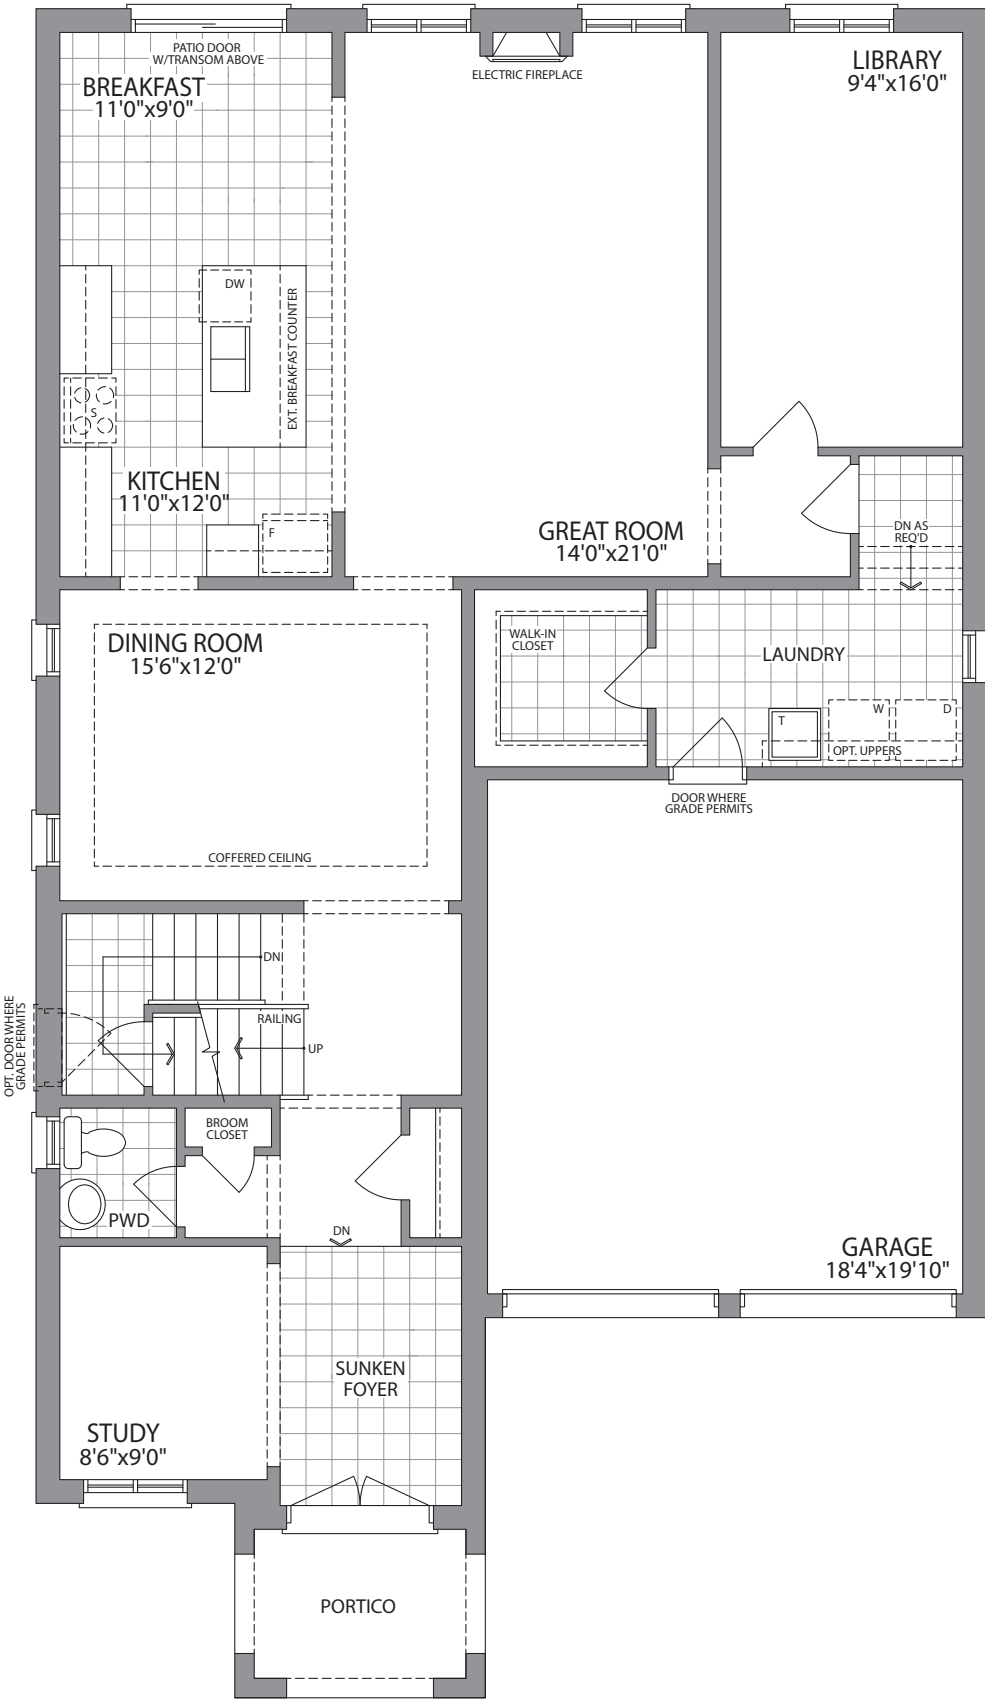 PATIO DOOR
W/TRANSOM ABOVE
BREAKFAST
11'0"x9'0"
ELECTRIC FIREPLACE
LIBRARY
9'4"x16'0"
DW
EXT. BREAKFAST COUNTER
S
KITCHEN
11'0"x12'0"
F
GREAT ROOM
14'0"x21'0"
DN AS
REQ'D
DINING ROOM
15'6"x12'0"
WALK-IN
CLOSET
LAUNDRY
T
W
D
OPT. UPPERS
DOOR WHERE
GRADE PERMITS
COFFERED CEILING
DN
RAILING
UP
OPT. DOOR WHERE
GRADE PERMITS
BROOM
CLOSET
PWD
DN
GARAGE
18'4"x19'10"
SUNKEN
FOYER
STUDY
8'6"x9'0"
PORTICO